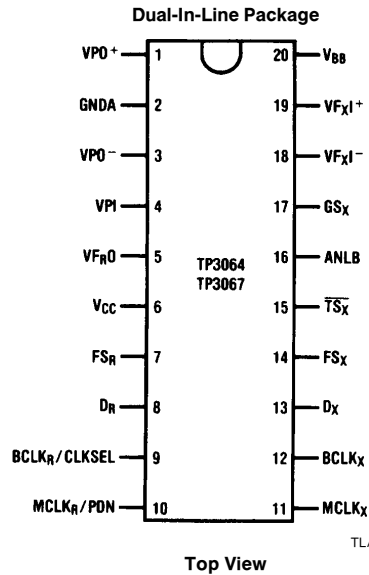 Dual-In-Line Package
VPO+ 1 20 VBB
GNDA 2 19 VFXI+
VPO− 3 18 VFXI−
VPI 4 17 GSX
VFRO 5 16 ANLB
TP3064
TP3067
VCC 6 15 TSX
FSR 7 14 FSX
DR 8 13 DX
BCLKR/CLKSEL 9 12 BCLKX
MCLKR/PDN 10 11 MCLKX
TL/
Top View